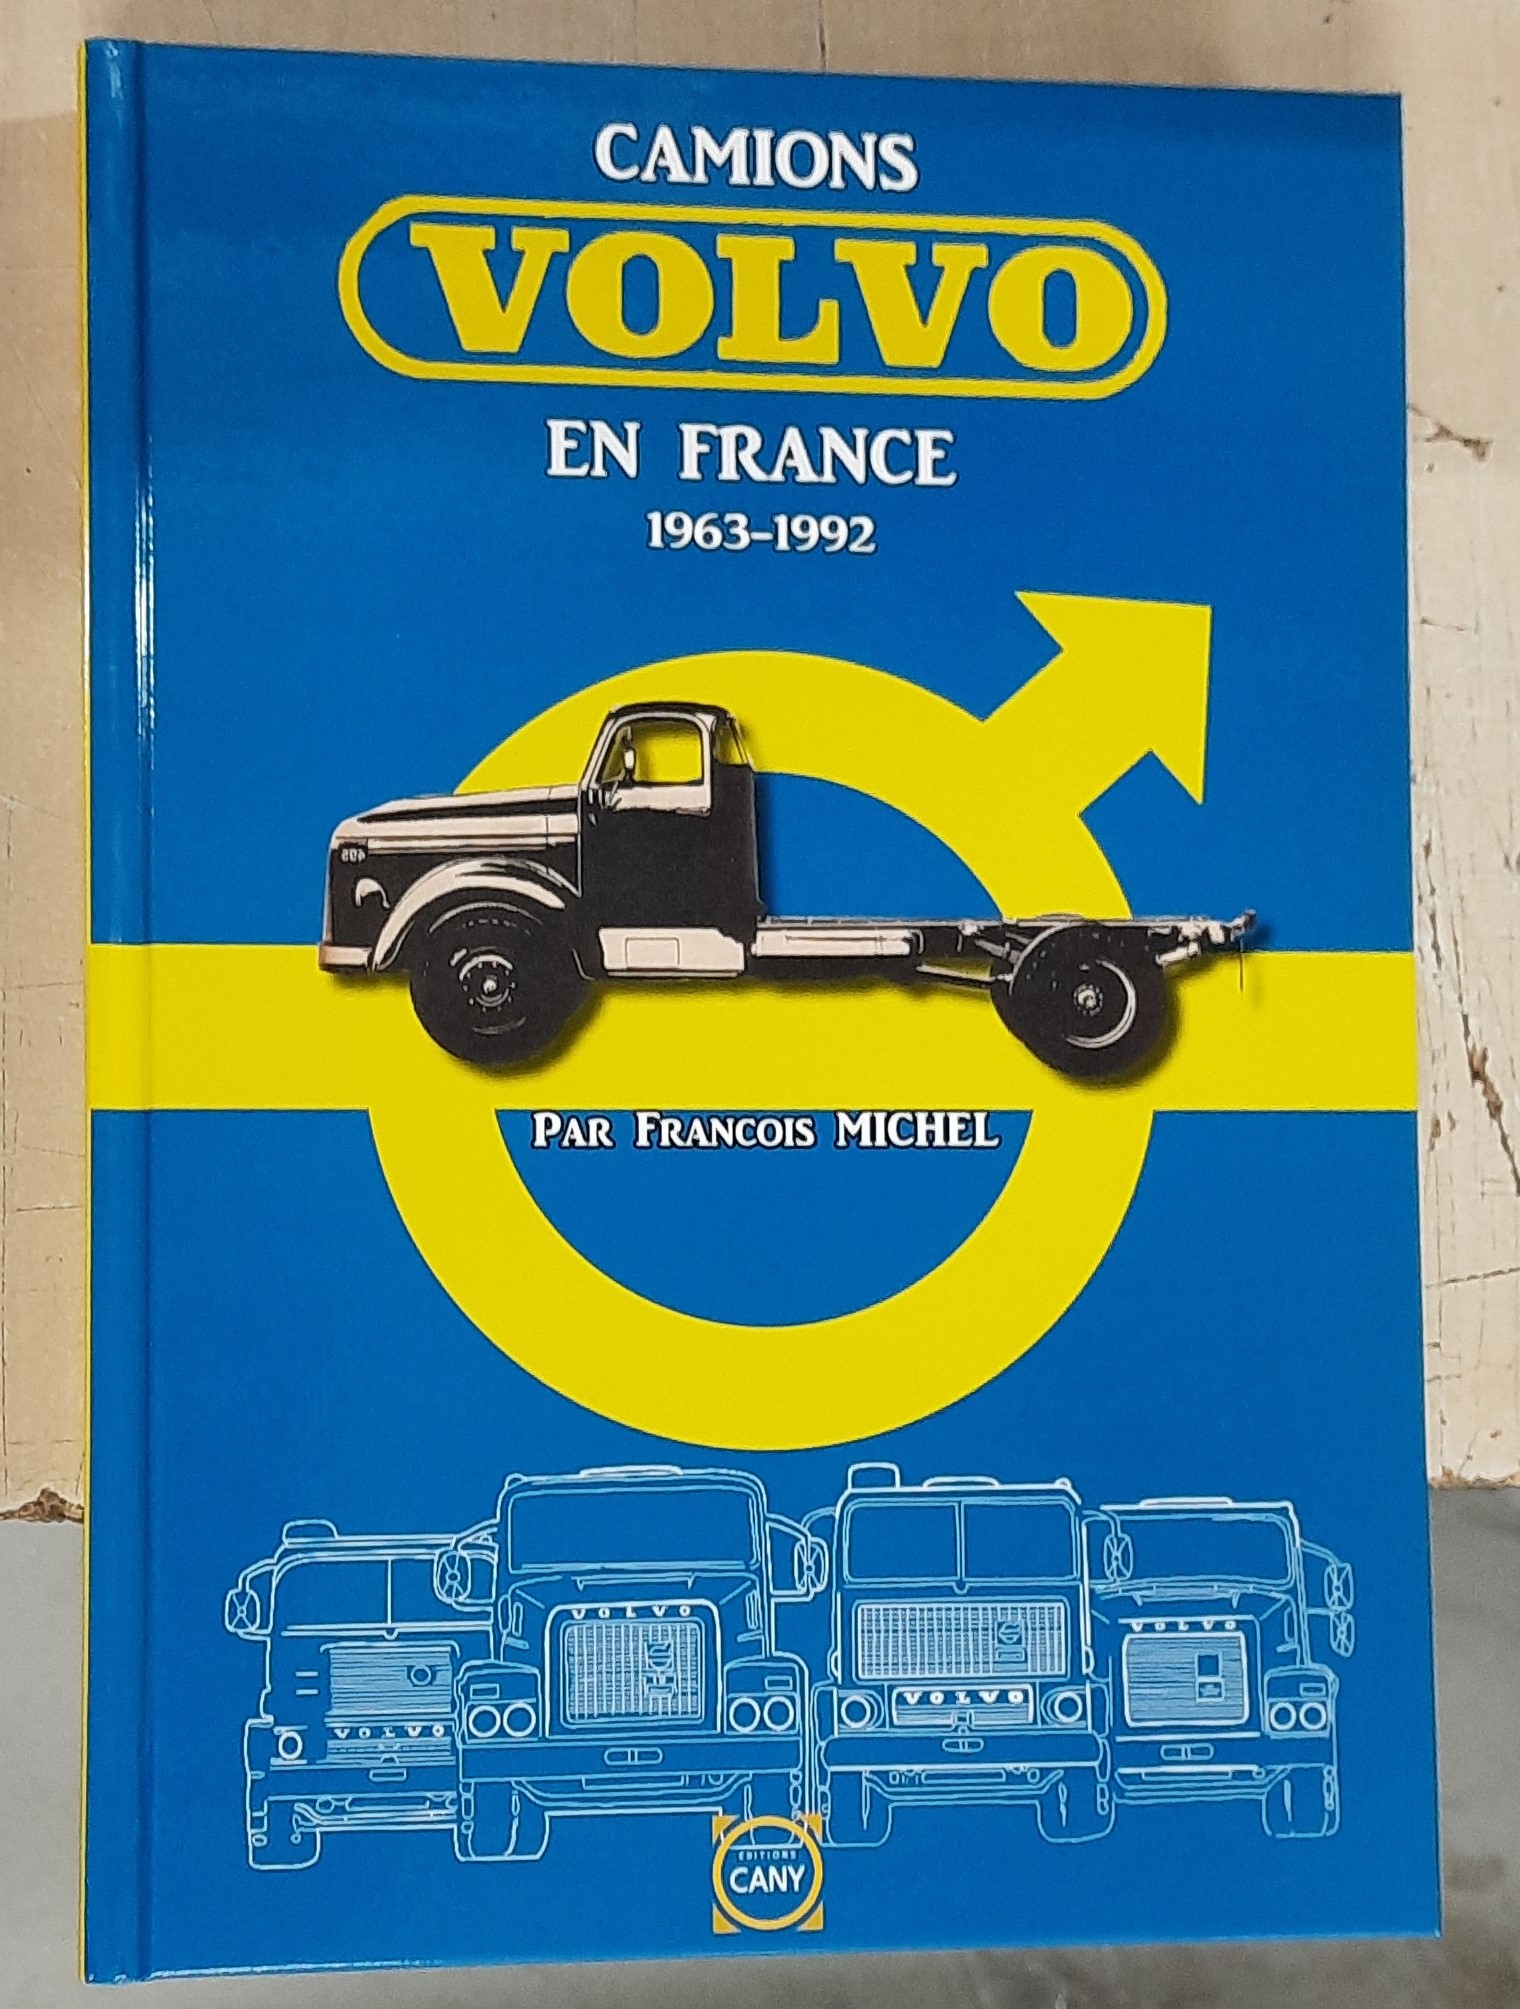 CAMIONS
VOLVO
EN FRANCE
1963-1992
PAR FRANCOIS MICHEL
VOLVO
VOLVO
VOLVO
VOLVO
EDITIONS
CANY